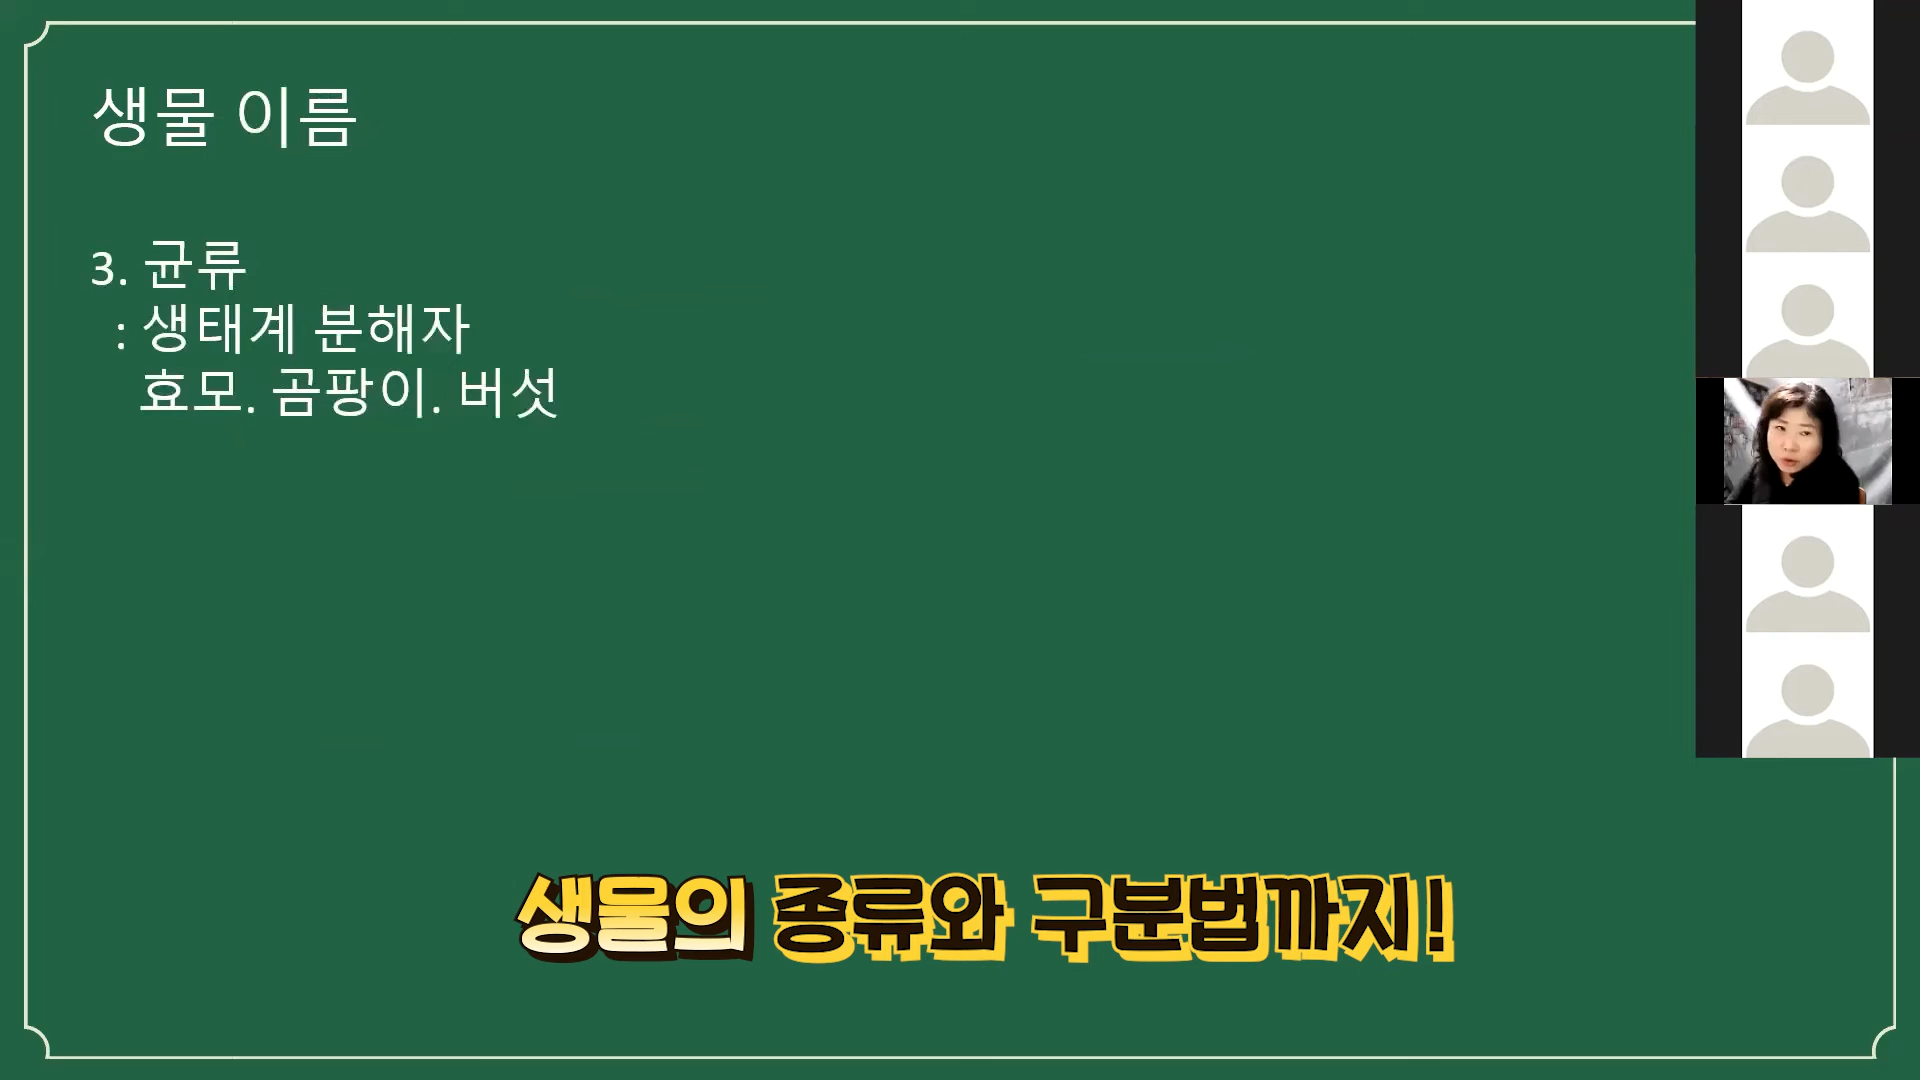 생물 이름
3. 균류
: 생태계 분해자
효모. 곰팡이. 버섯
생물의 종류와 구분법까지!